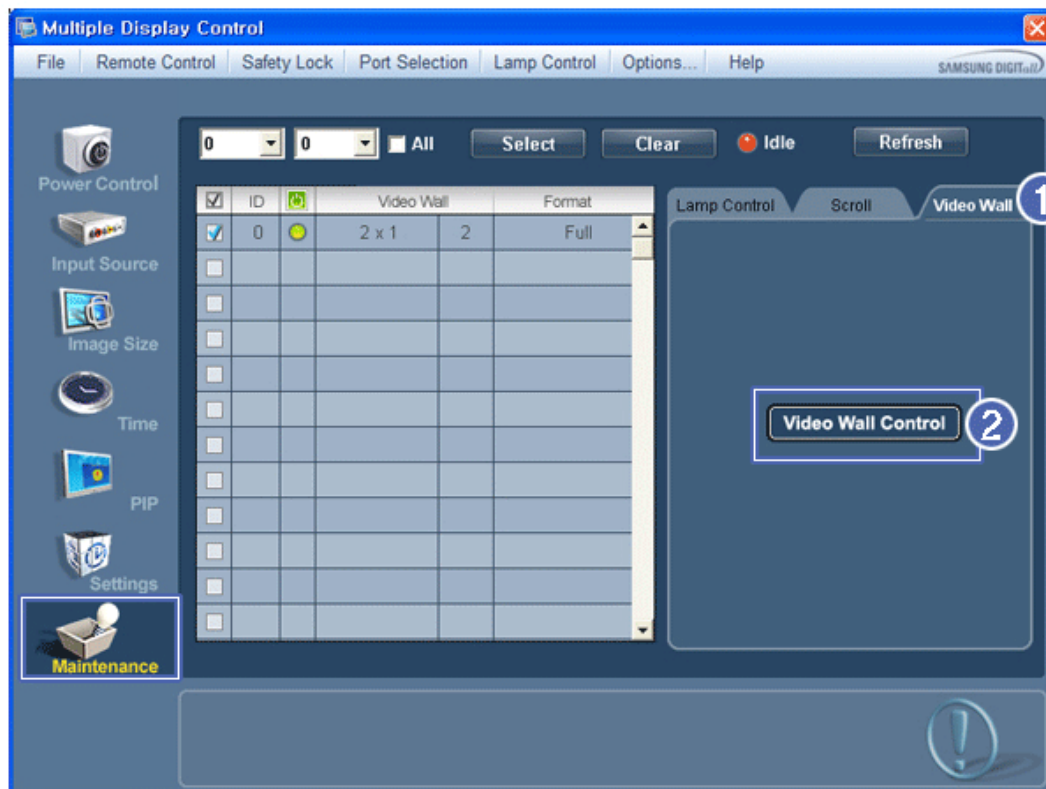 Multiple Display Control
File Remote Control Safety Lock Port Selection Lamp Control Options... Help SAMSUNG DIGITall
0 0 All Select Clear Idle Refresh
Power Control
Input Source
Image Size
Time
PIP
Settings
Maintenance
ID Video Wall Format
0 2 x 1 2 Full
Lamp Control Scroll Video Wall 1
Video Wall Control 2